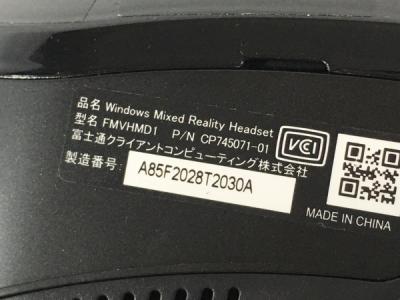 品名 Windows Mixed Reality Headset
型名 FMVHMD1 P/N CP745071-01
富士通クライアントコンピューティング株式会社
VCI
製造番号: A85F2028T2030A
MADE IN CHINA